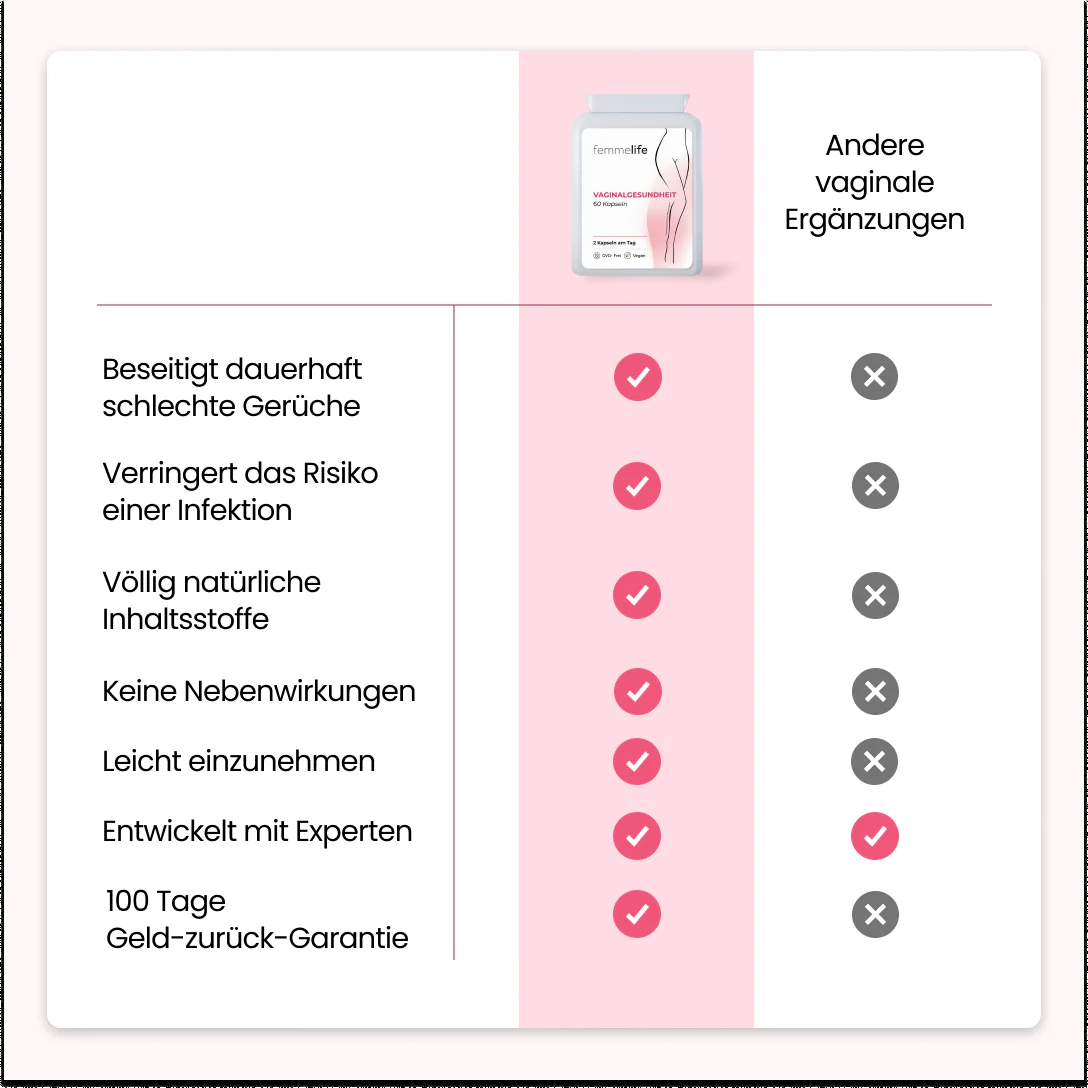 femmelife
VAGINALGESUNDHEIT
60 Kapseln
2 Kapseln am Tag
GVO- Frei Vegan
Andere
vaginale
Ergänzungen
Beseitigt dauerhaft
schlechte Gerüche
Verringert das Risiko
einer Infektion
Völlig natürliche
Inhaltsstoffe
Keine Nebenwirkungen
Leicht einzunehmen
Entwickelt mit Experten
100 Tage
Geld-zurück-Garantie